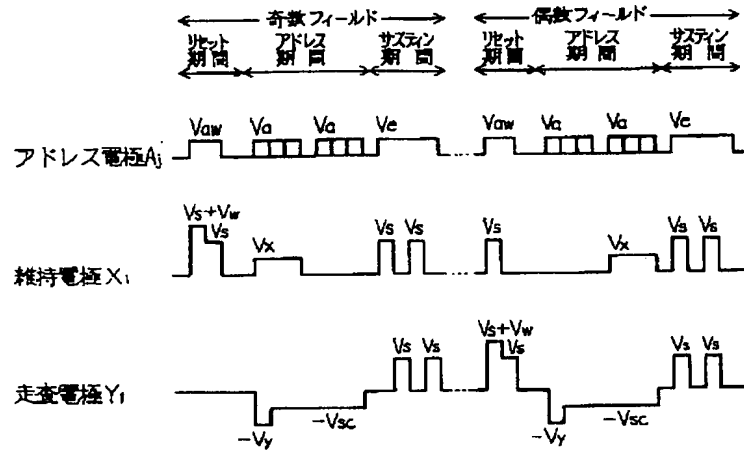 奇数フィールド 偶数フィールド
リセット期間 アドレス期間 サスティン期間 リセット期間 アドレス期間 サスティン期間
アドレス電極Aj Vaw Va Va Ve Vaw Va Va Ve
Vs+Vw Vs Vx Vs Vs Vs Vx Vs Vs
維持電極X1
Vs Vs Vs+Vw Vs Vs Vs
走査電極Y1
-Vy -Vsc -Vy -Vsc